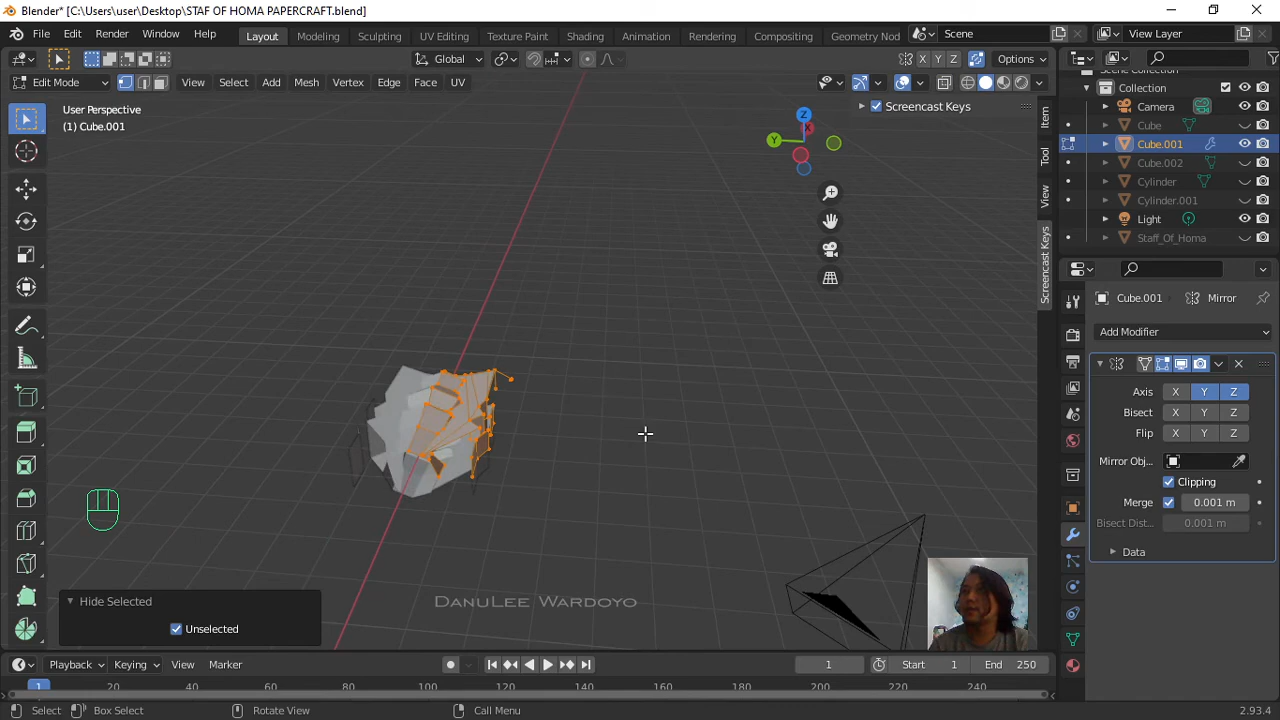 Blender* [C:\Users\user\Desktop\STAF OF HOMA PAPERCRAFT.blend]
File Edit Render Window Help Layout Modeling Sculpting UV Editing Texture Paint Shading Animation Rendering Compositing Geometry Nod Scene View Layer
Global Options
Edit Mode View Select Add Mesh Vertex Edge Face UV
User Perspective
(1) Cube.001
Screencast Keys
X Y Z
Item
Tool
View
Screencast Keys
Scene Collection
Collection
Camera
Cube
Cube.001
Cube.002
Cylinder
Cylinder.001
Light
Staff_Of_Homa
Cube.001 Mirror
Add Modifier
Axis X Y Z
Bisect X Y Z
Flip X Y Z
Mirror Obj..
Clipping
Merge 0.001 m
Bisect Dist.. 0.001 m
Data
Hide Selected
Unselected
DanuLee Wardoyo
Playback Keying View Marker 1 Start 1 End 250
1 20 40 60 80 100 120 140 160 180 200 220 240
Select Box Select Rotate View Call Menu 2.93.4